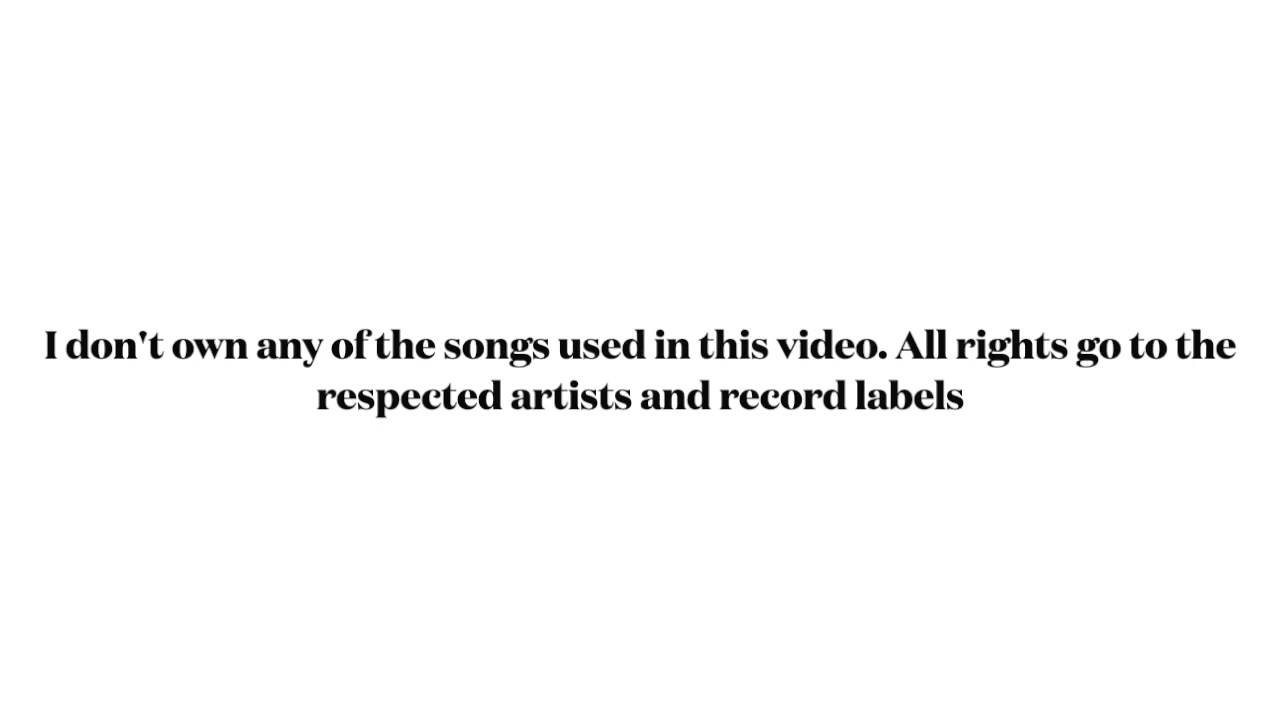 I don't own any of the songs used in this video. All rights go to the
respected artists and record labels